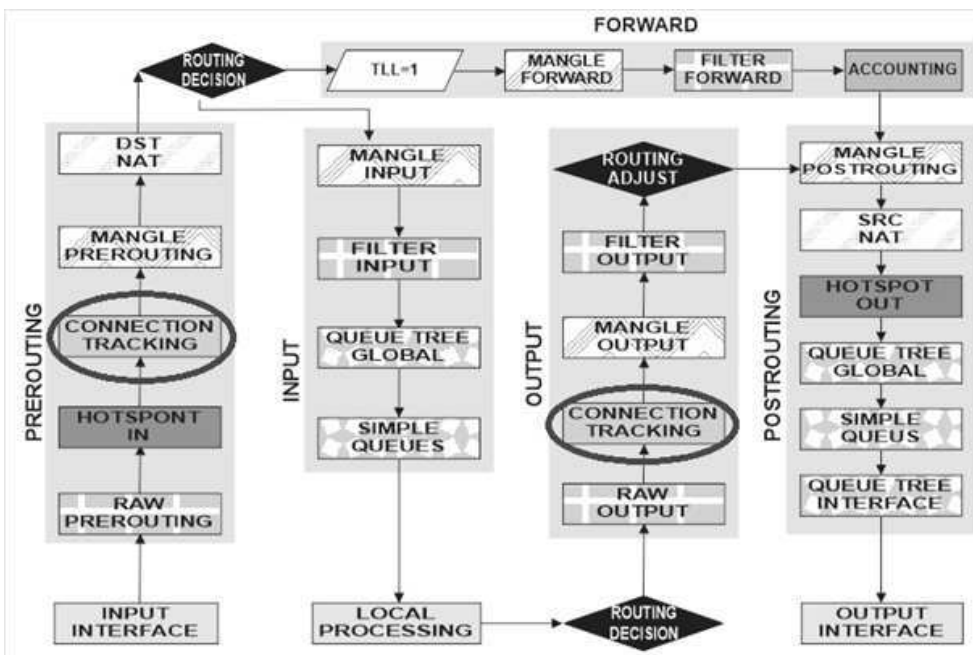 FORWARD
ROUTING
DECISION
TLL=1
MANGLE
FORWARD
FILTER
FORWARD
ACCOUNTING
PREROUTING
DST
NAT
MANGLE
PREROUTING
CONNECTION
TRACKING
HOTSPONT
IN
RAW
PREROUTING
INPUT
INTERFACE
INPUT
MANGLE
INPUT
FILTER
INPUT
QUEUE TREE
GLOBAL
SIMPLE
QUEUES
LOCAL
PROCESSING
OUTPUT
ROUTING
ADJUST
FILTER
OUTPUT
MANGLE
OUTPUT
CONNECTION
TRACKING
RAW
OUTPUT
ROUTING
DECISION
POSTROUTING
MANGLE
POSTROUTING
SRC
NAT
HOTSPOT
OUT
QUEUE TREE
GLOBAL
SIMPLE
QUEUS
QUEUE TREE
INTERFACE
OUTPUT
INTERFACE